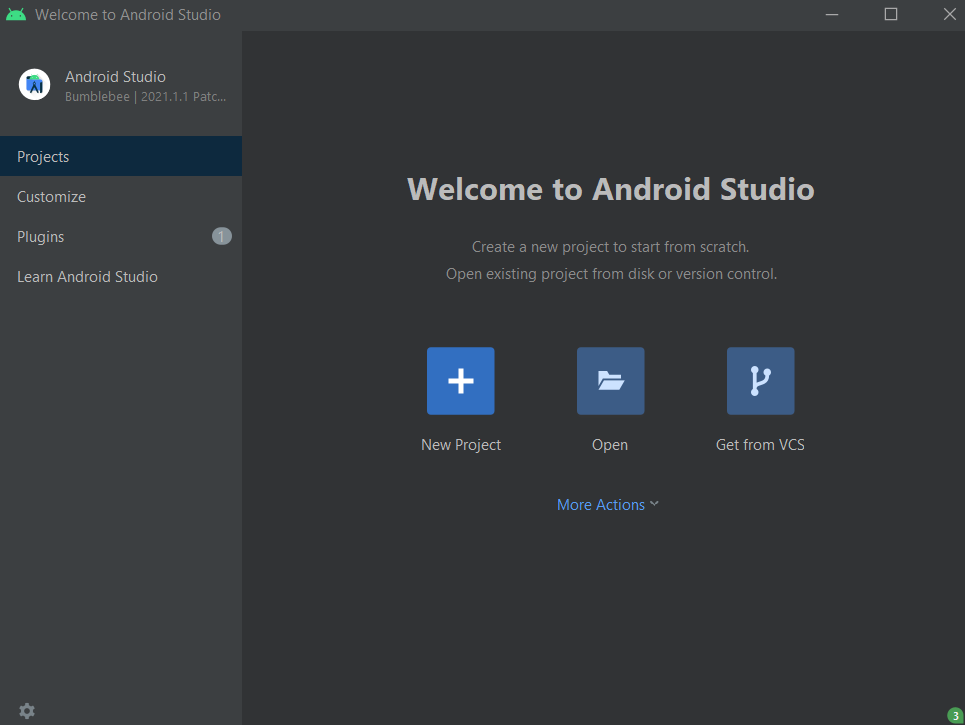 Welcome to Android Studio
Android Studio
Bumblebee | 2021.1.1 Patc...
Projects
Customize
Plugins
1
Learn Android Studio
Welcome to Android Studio
Create a new project to start from scratch.
Open existing project from disk or version control.
New Project
Open
Get from VCS
More Actions
3